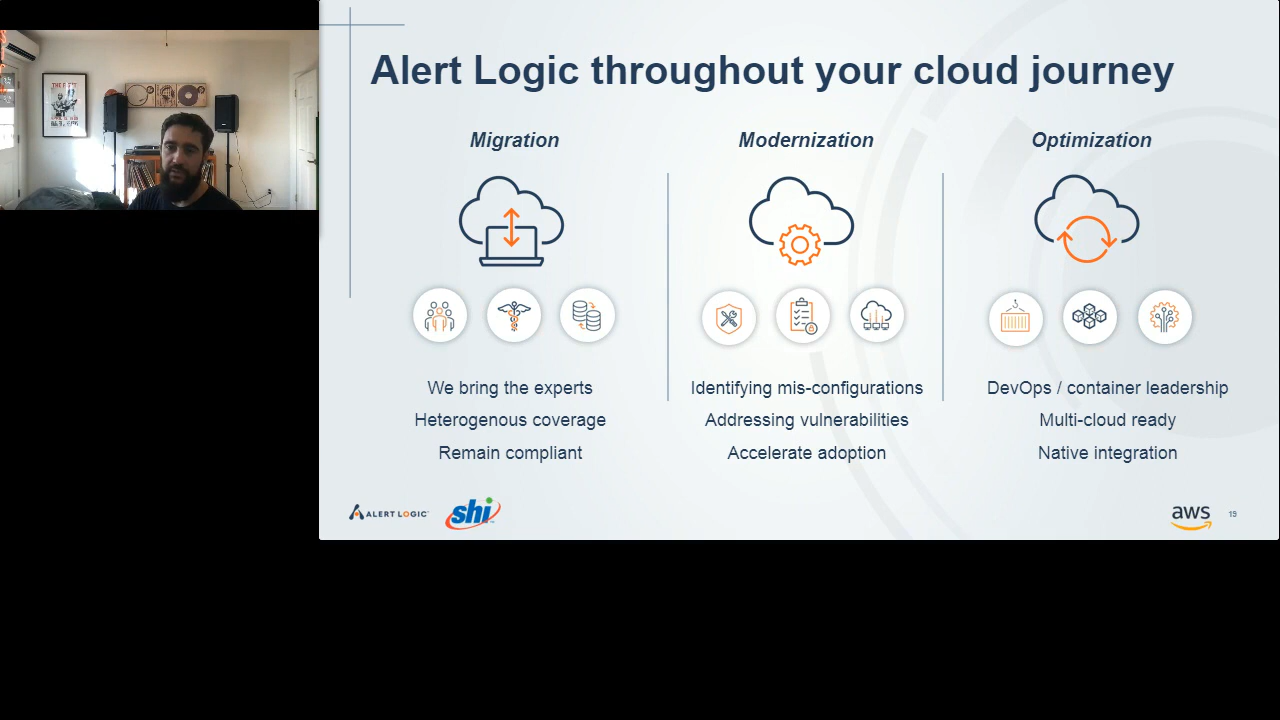 Alert Logic throughout your cloud journey
Migration
Modernization
Optimization
We bring the experts
Heterogenous coverage
Remain compliant
Identifying mis-configurations
Addressing vulnerabilities
Accelerate adoption
DevOps / container leadership
Multi-cloud ready
Native integration
ALERT LOGIC
shi
aws
19